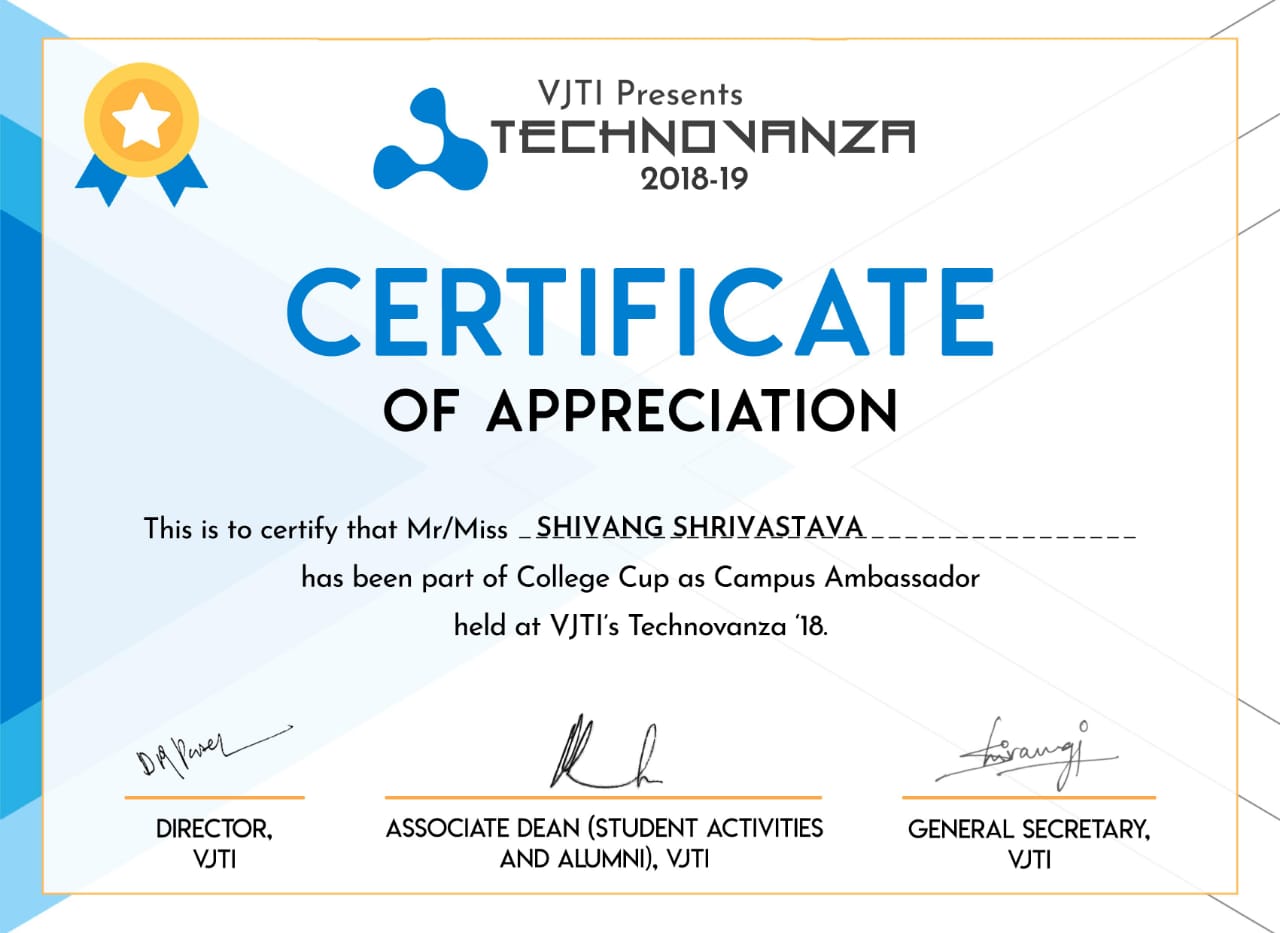 VJTI Presents
TECHNOVANZA
2018-19
CERTIFICATE
OF APPRECIATION
This is to certify that Mr/Miss SHIVANG SHRIVASTAVA
has been part of College Cup as Campus Ambassador
held at VJTI's Technovanza '18.
DIRECTOR,
VJTI
ASSOCIATE DEAN (STUDENT ACTIVITIES
AND ALUMNI), VJTI
GENERAL SECRETARY,
VJTI